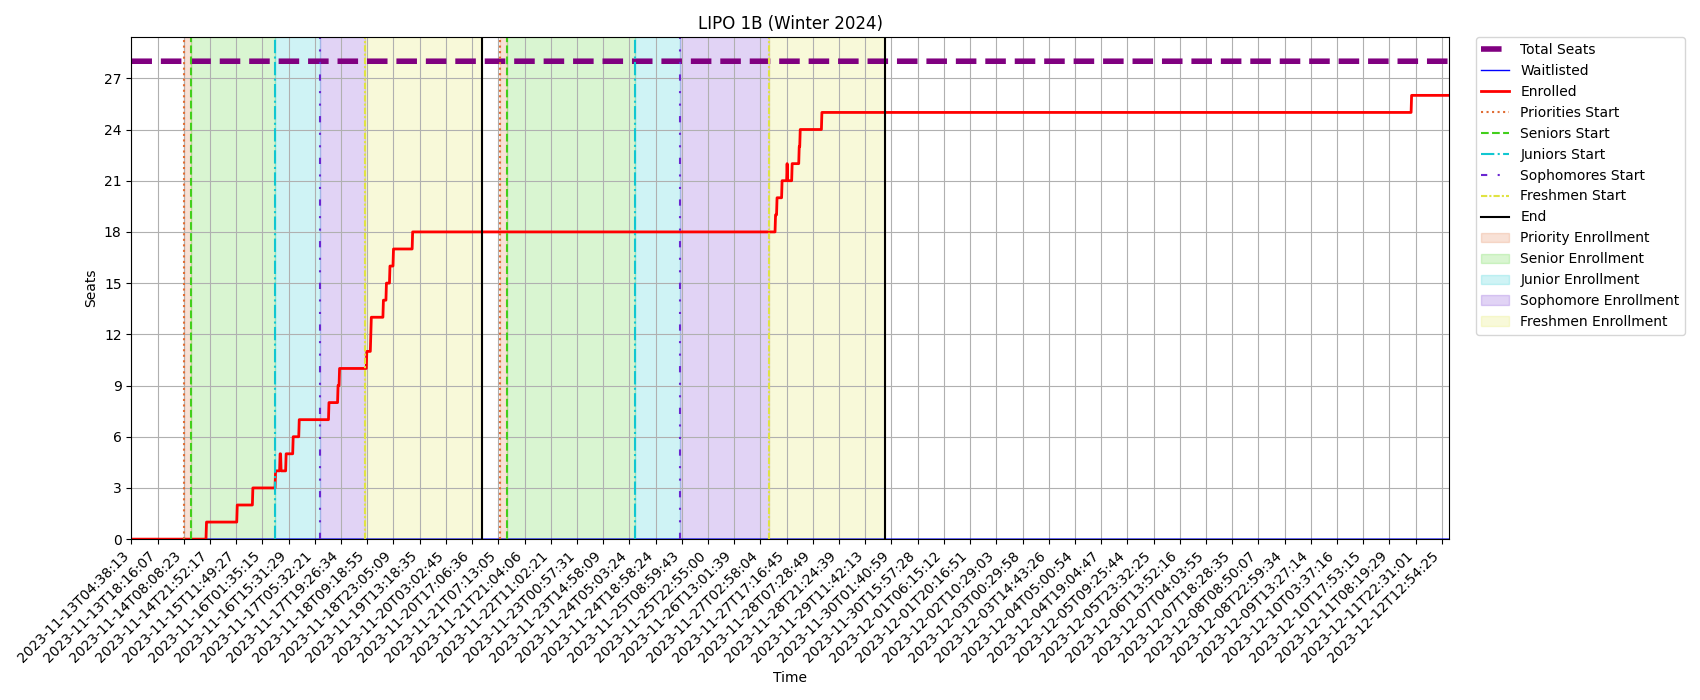 LIPO 1B (Winter 2024)
Total Seats
Waitlisted
Enrolled
Priorities Start
Seniors Start
Juniors Start
Sophomores Start
Freshmen Start
End
Priority Enrollment
Senior Enrollment
Junior Enrollment
Sophomore Enrollment
Freshmen Enrollment
Seats
27
24
21
18
15
12
9
6
3
0
2023-11-13T04:38:13
2023-11-13T18:16:07
2023-11-14T08:08:23
2023-11-14T21:52:17
2023-11-15T11:49:27
2023-11-16T01:35:15
2023-11-16T15:31:29
2023-11-17T05:32:21
2023-11-17T19:26:34
2023-11-18T09:18:55
2023-11-18T23:05:09
2023-11-19T13:18:35
2023-11-20T03:02:45
2023-11-20T17:06:36
2023-11-21T07:13:05
2023-11-21T21:04:06
2023-11-22T11:02:21
2023-11-23T00:57:31
2023-11-23T14:58:09
2023-11-24T05:03:24
2023-11-24T18:58:24
2023-11-25T08:59:43
2023-11-25T22:55:00
2023-11-26T13:01:39
2023-11-27T02:58:04
2023-11-27T17:16:45
2023-11-28T07:28:49
2023-11-28T21:24:39
2023-11-29T11:42:13
2023-11-30T01:40:59
2023-11-30T15:57:28
2023-12-01T06:15:12
2023-12-01T20:16:51
2023-12-02T10:29:03
2023-12-03T00:29:58
2023-12-03T14:43:26
2023-12-04T05:00:54
2023-12-04T19:04:47
2023-12-05T09:25:44
2023-12-05T23:32:25
2023-12-06T13:52:16
2023-12-07T04:03:55
2023-12-07T18:28:35
2023-12-08T08:50:07
2023-12-08T22:59:34
2023-12-09T13:27:14
2023-12-10T03:37:16
2023-12-10T17:53:15
2023-12-11T08:19:29
2023-12-11T22:31:01
2023-12-12T12:54:25
Time